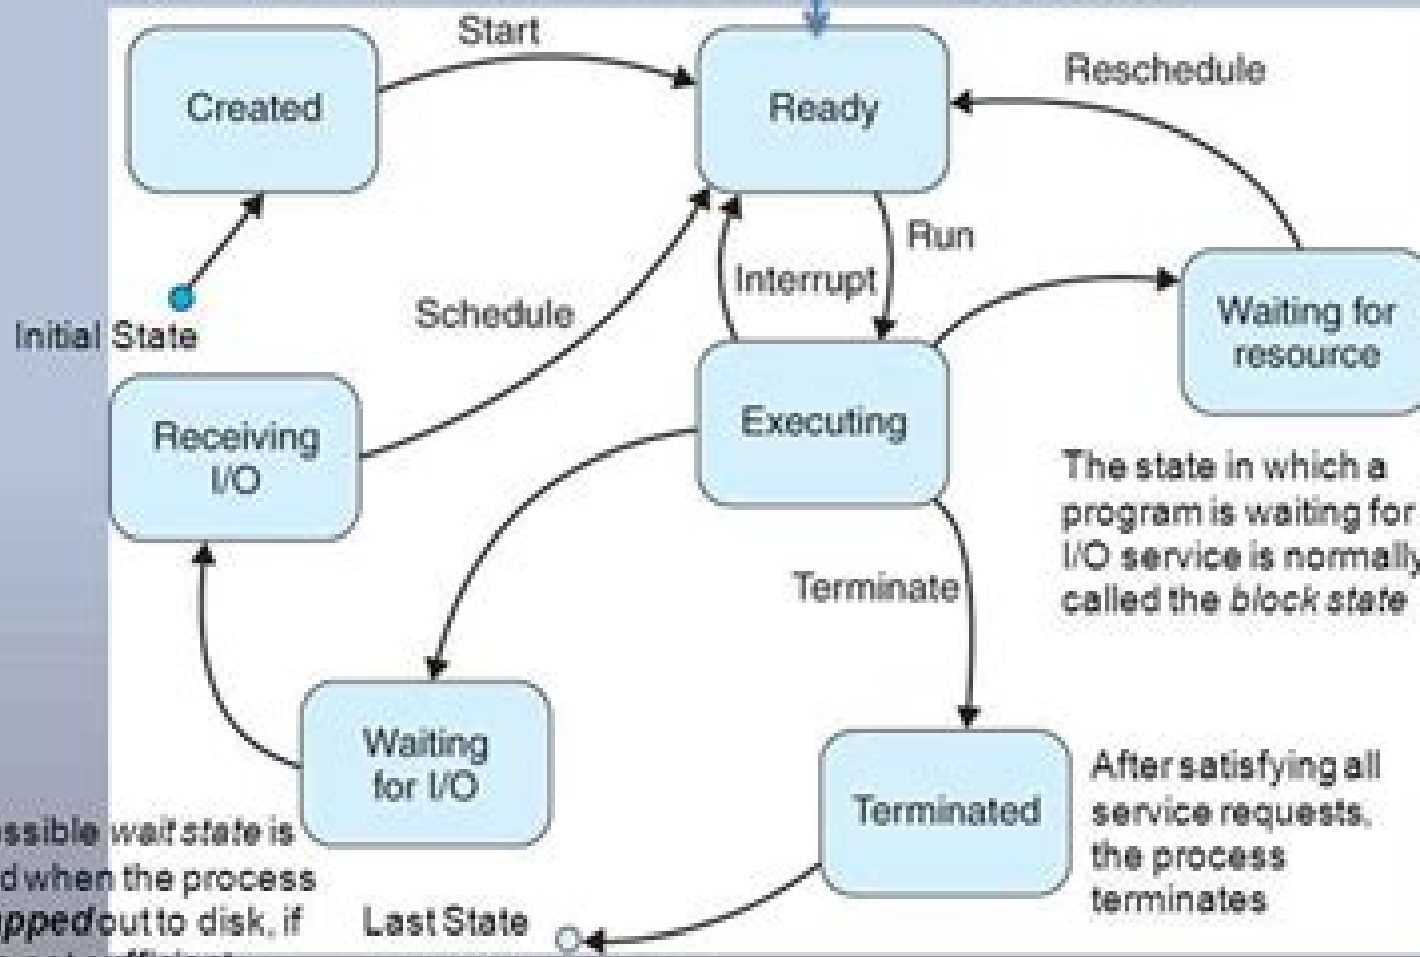 Start
Created
Ready
Reschedule
Run
Interrupt
Initial State
Schedule
Waiting for
resource
Receiving
I/O
Executing
The state in which a
program is waiting for
I/O service is normally
called the block state
Terminate
Waiting
for I/O
Terminated
After satisfying all
service requests,
the process
terminates
wait state is
when the process
out to disk, if
Last State